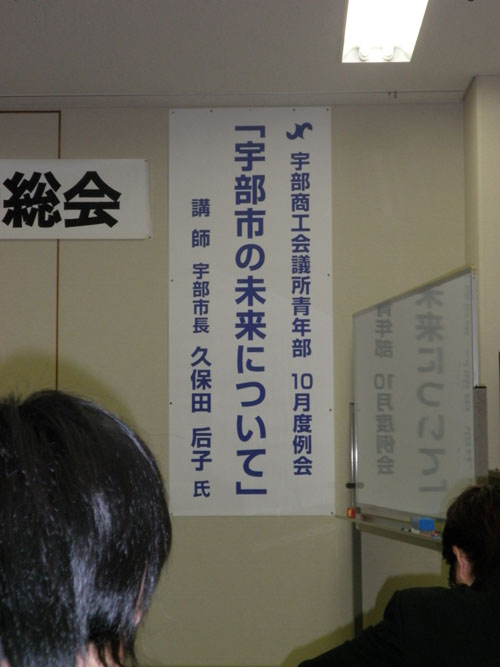 宇部商工会議所青年部 10月度例会
「宇部市の未来について」
講師 宇部市長 久保田 后子 氏
総会